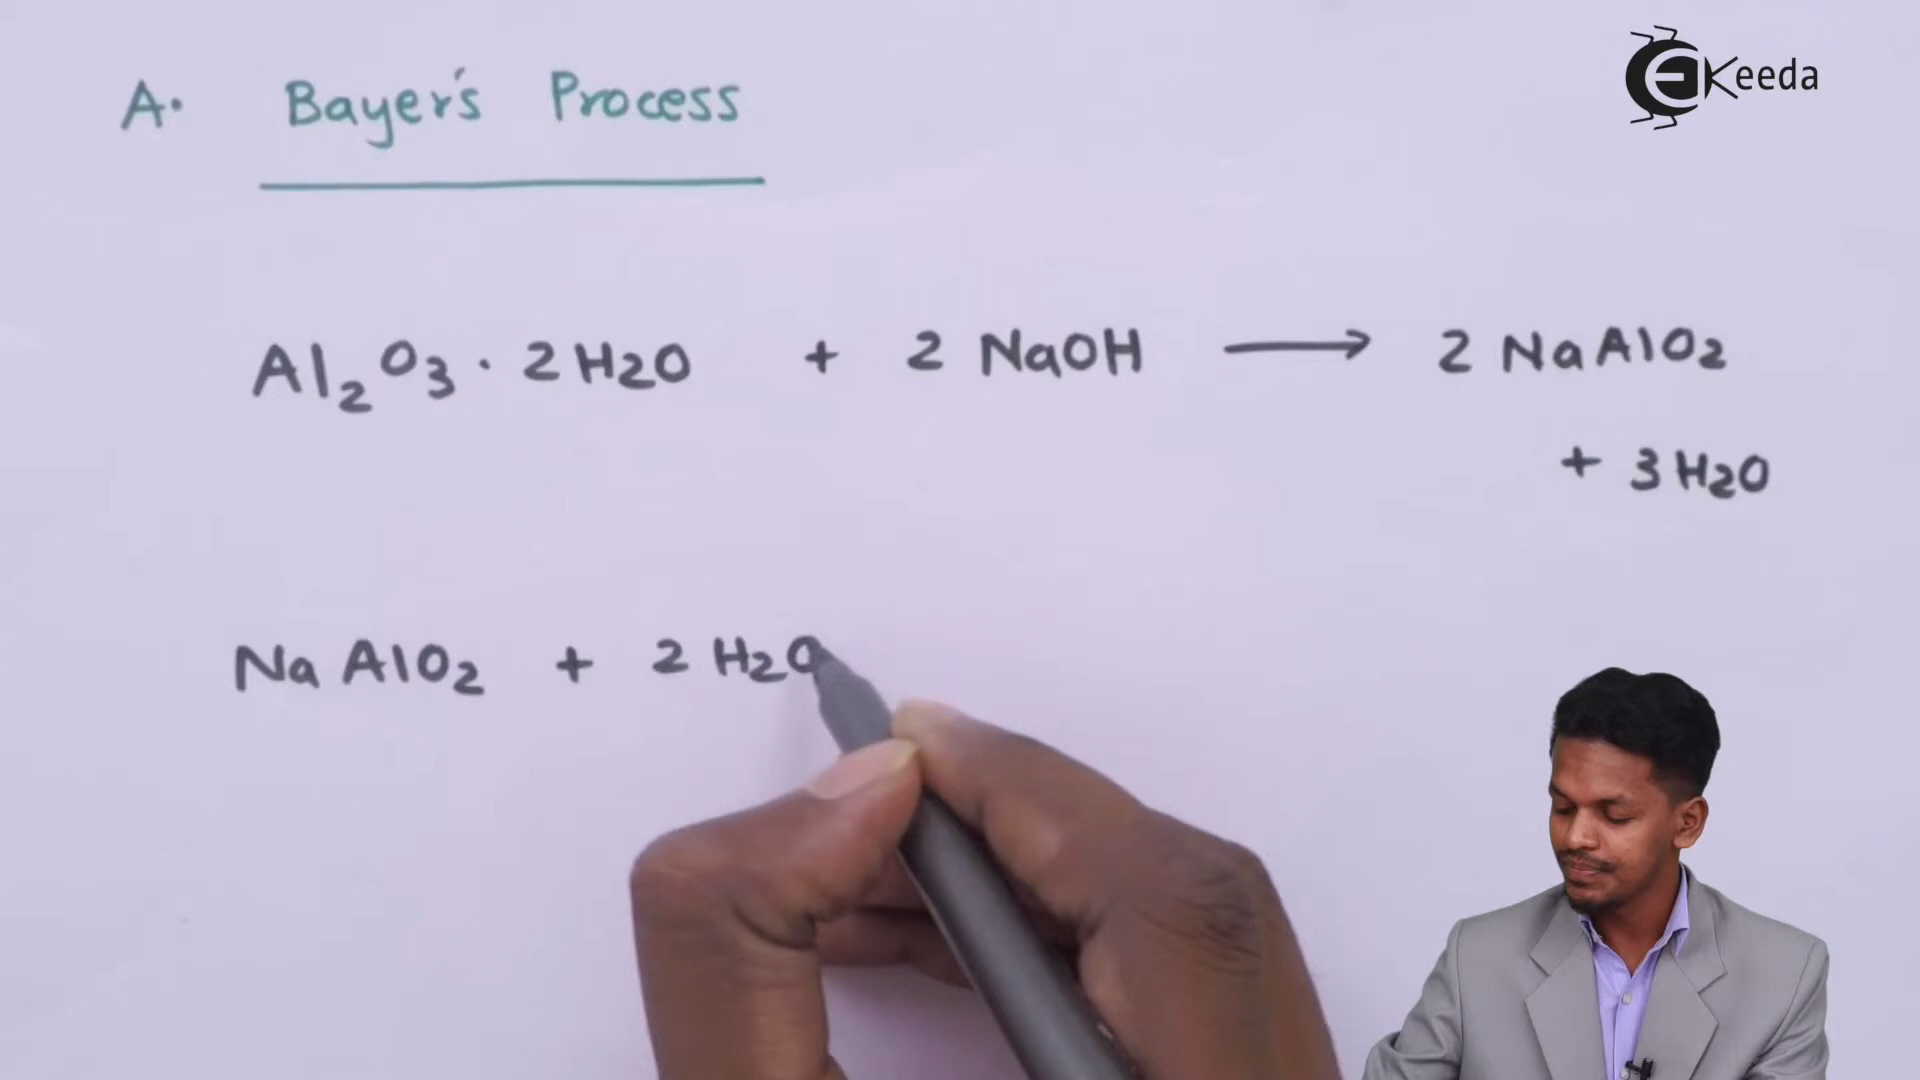 A. Bayer's Process
EKeeda
Al2O3 · 2H2O + 2 NaOH → 2 NaAlO2
+ 3H2O
NaAlO2 + 2H2O